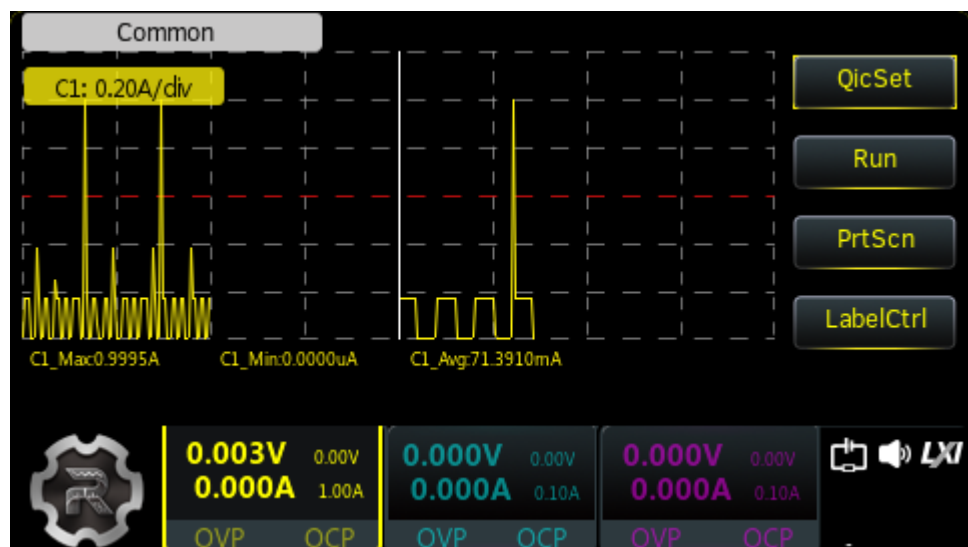 Common
C1: 0.20A/div
QicSet
Run
PrtScn
LabelCtrl
C1_Max:0.9995A C1_Min:0.0000uA C1_Avg:71.3910mA
0.003V 0.00V 0.000V 0.00V 0.000V 0.00V
0.000A 1.00A 0.000A 0.10A 0.000A 0.10A
OVP OCP OVP OCP OVP OCP
LXI
R